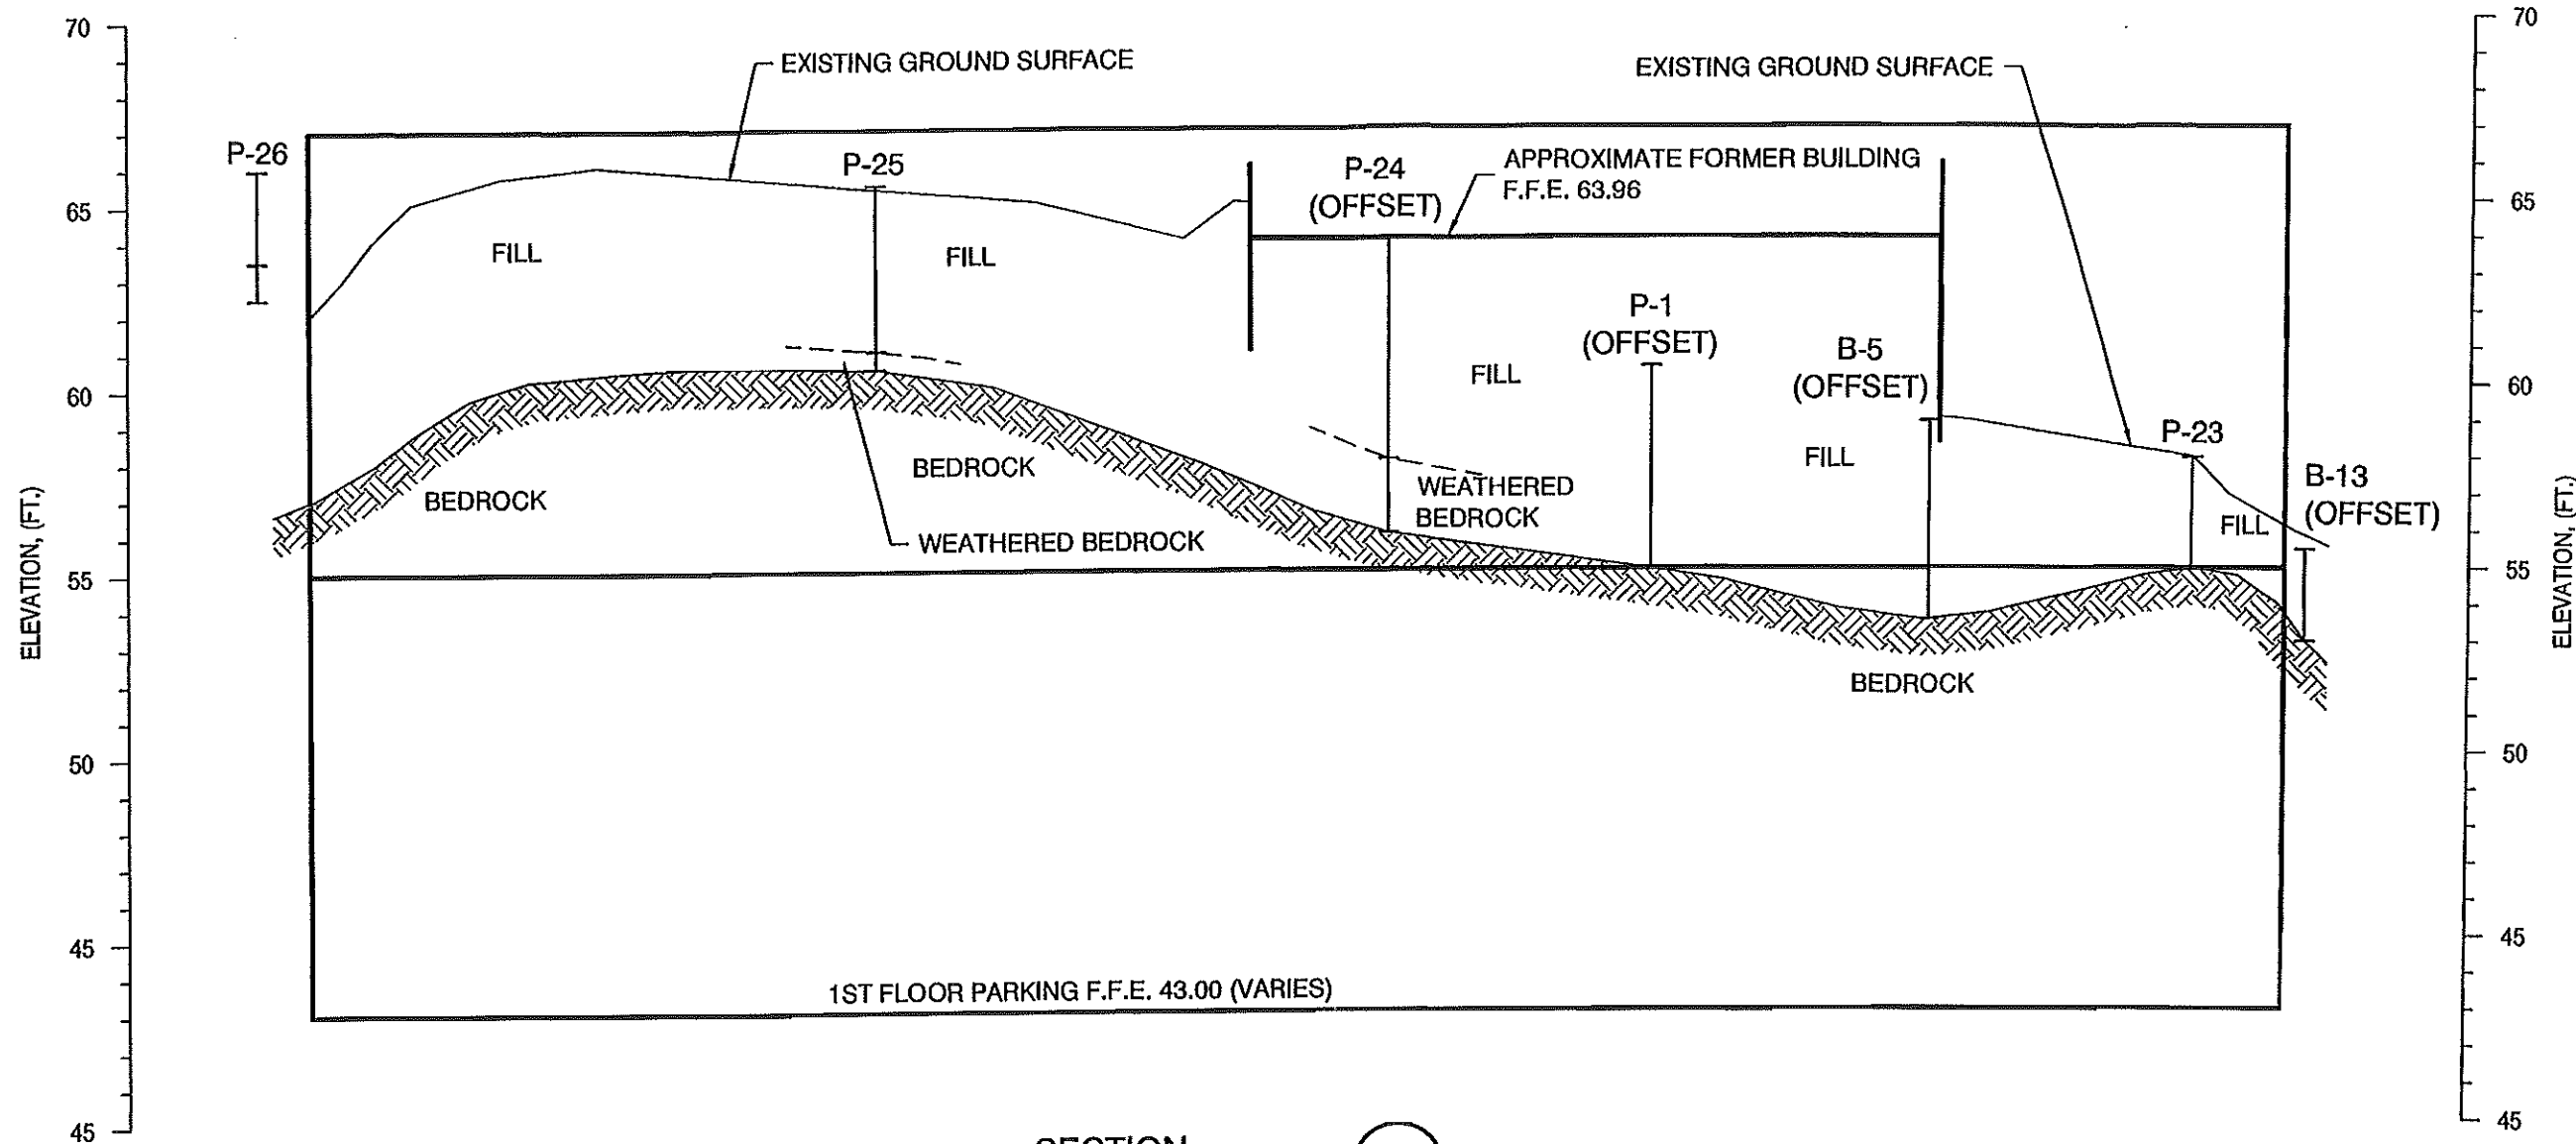 70
70
EXISTING GROUND SURFACE
EXISTING GROUND SURFACE
P-26
P-25
P-24
(OFFSET)
APPROXIMATE FORMER BUILDING
F.F.E. 63.96
65
65
FILL
FILL
P-1
(OFFSET)
B-5
(OFFSET)
FILL
60
60
P-23
FILL
BEDROCK
BEDROCK
WEATHERED
BEDROCK
B-13
(OFFSET)
FILL
WEATHERED BEDROCK
ELEVATION, (FT.)
ELEVATION, (FT.)
55
55
BEDROCK
50
50
45
45
1ST FLOOR PARKING F.F.E. 43.00 (VARIES)
45
45
SECTION